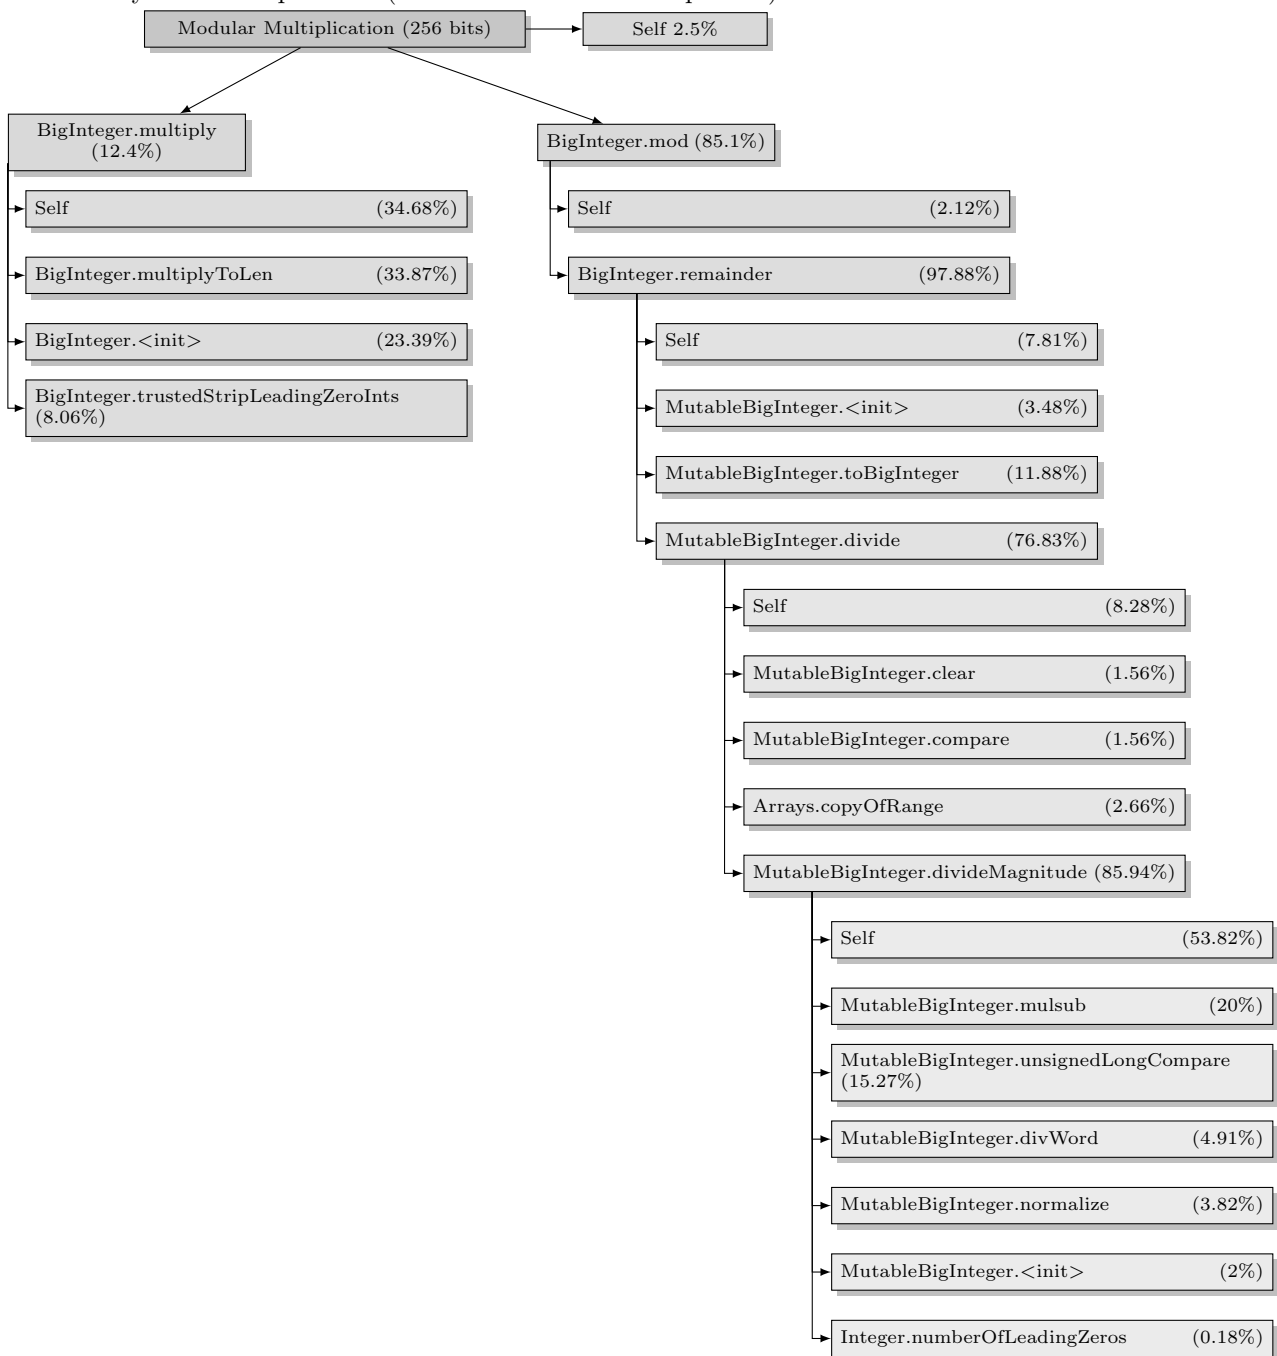 Modular Multiplication (256 bits)
Self 2.5%
BigInteger.multiply
(12.4%)
Self (34.68%)
BigInteger.multiplyToLen (33.87%)
BigInteger.<init> (23.39%)
BigInteger.trustedStripLeadingZeroInts
(8.06%)
BigInteger.mod (85.1%)
Self (2.12%)
BigInteger.remainder (97.88%)
Self (7.81%)
MutableBigInteger.<init> (3.48%)
MutableBigInteger.toBigInteger (11.88%)
MutableBigInteger.divide (76.83%)
Self (8.28%)
MutableBigInteger.clear (1.56%)
MutableBigInteger.compare (1.56%)
Arrays.copyOfRange (2.66%)
MutableBigInteger.divideMagnitude (85.94%)
Self (53.82%)
MutableBigInteger.mulsub (20%)
MutableBigInteger.unsignedLongCompare
(15.27%)
MutableBigInteger.divWord (4.91%)
MutableBigInteger.normalize (3.82%)
MutableBigInteger.<init> (2%)
Integer.numberOfLeadingZeros (0.18%)